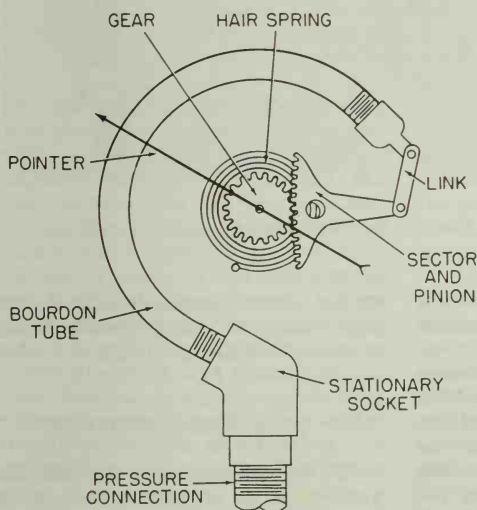 GEAR
HAIR SPRING
POINTER
LINK
SECTOR
AND
PINION
BOURDON
TUBE
STATIONARY
SOCKET
PRESSURE
CONNECTION